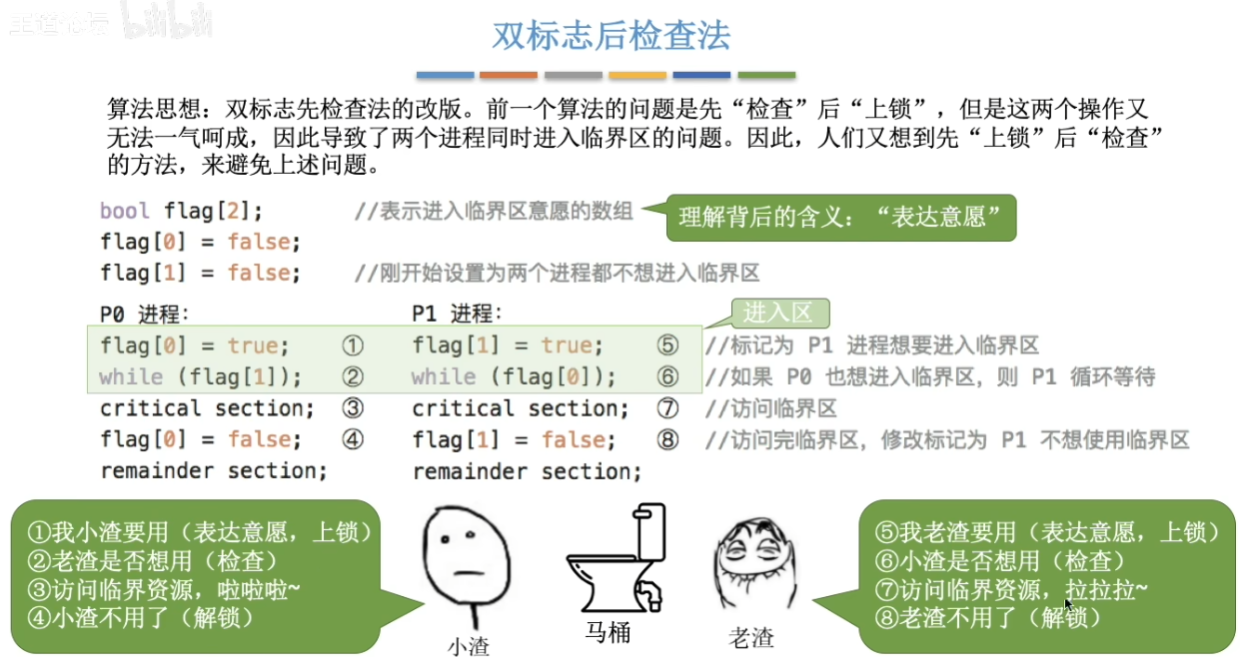 王道论坛 bilibili
双标志后检查法
算法思想：双标志先检查法的改版。前一个算法的问题是先“检查”后“上锁”，但是这两个操作又
无法一气呵成，因此导致了两个进程同时进入临界区的问题。因此，人们又想到先“上锁”后“检查”
的方法，来避免上述问题。
bool flag[2]; //表示进入临界区意愿的数组
理解背后的含义：“表达意愿”
flag[0] = false;
flag[1] = false; //刚开始设置为两个进程都不想进入临界区
P0 进程： P1 进程：
进入区
flag[0] = true; ① flag[1] = true; ⑤ //标记为 P1 进程想要进入临界区
while (flag[1]); ② while (flag[0]); ⑥ //如果 P0 也想进入临界区，则 P1 循环等待
critical section; ③ critical section; ⑦ //访问临界区
flag[0] = false; ④ flag[1] = false; ⑧ //访问完临界区，修改标记为 P1 不想使用临界区
remainder section; remainder section;
①我小渣要用（表达意愿，上锁）
②老渣是否想用（检查）
③访问临界资源，啦啦啦~
④小渣不用了（解锁）
小渣
马桶
老渣
⑤我老渣要用（表达意愿，上锁）
⑥小渣是否想用（检查）
⑦访问临界资源，拉拉拉~
⑧老渣不用了（解锁）